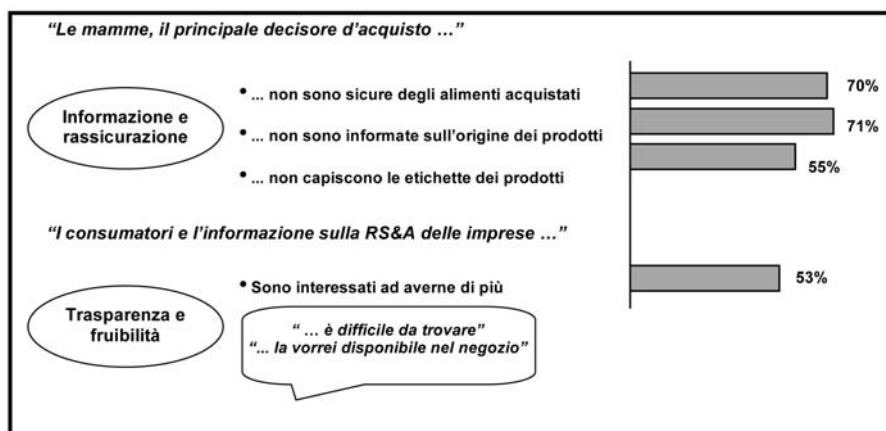 “Le mamme, il principale decisore d’acquisto …”
Informazione e
rassicurazione
• ... non sono sicure degli alimenti acquistati
70%
• ... non sono informate sull’origine dei prodotti
71%
• ... non capiscono le etichette dei prodotti
55%
“I consumatori e l’informazione sulla RS&A delle imprese …”
Trasparenza e
fruibilità
• Sono interessati ad averne di più
53%
“ … è difficile da trovare”
“... la vorrei disponibile nel negozio”